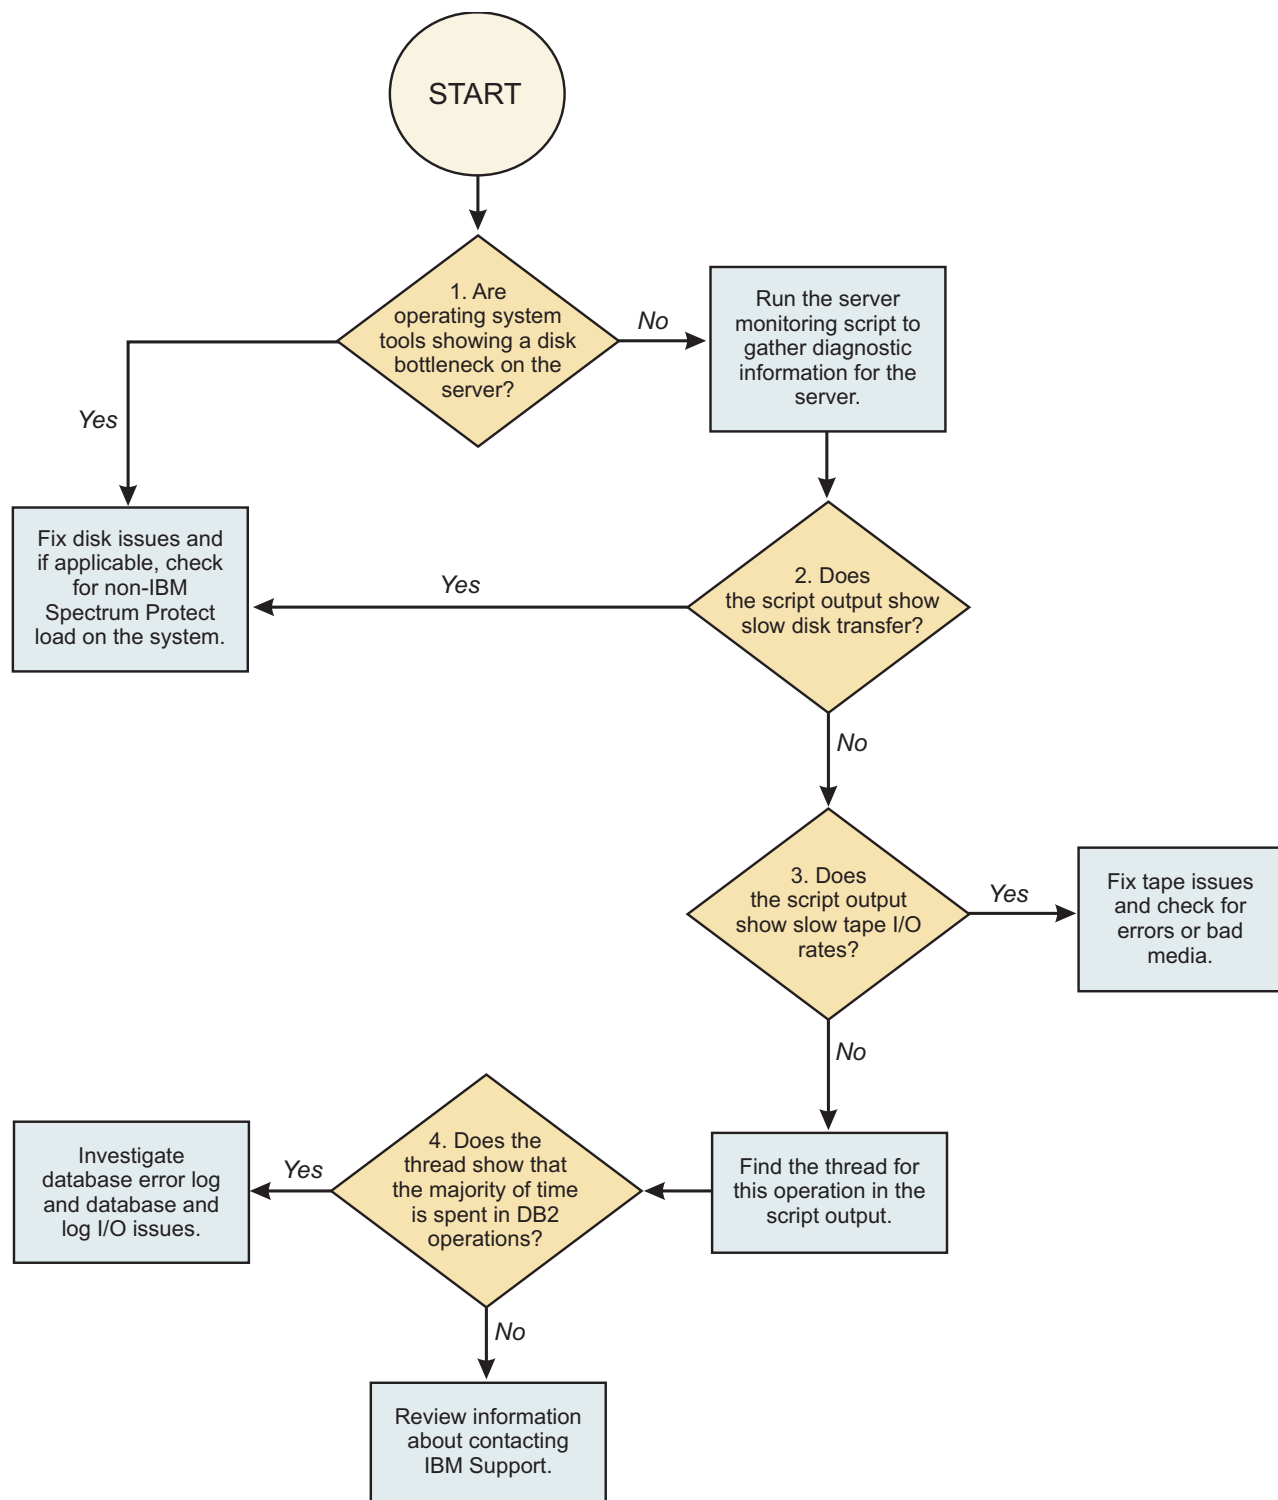 START
1. Are
operating system
tools showing a disk
bottleneck on the
server?
No
Run the server
monitoring script to
gather diagnostic
information for the
server.
Yes
Fix disk issues and
if applicable, check
for non-IBM
Spectrum Protect
load on the system.
Yes
2. Does
the script output show
slow disk transfer?
No
3. Does
the script output
show slow tape I/O
rates?
Yes
Fix tape issues
and check for
errors or bad
media.
No
Find the thread for
this operation in the
script output.
4. Does the
thread show that
the majority of time
is spent in DB2
operations?
Yes
Investigate
database error log
and database and
log I/O issues.
No
Review information
about contacting
IBM Support.